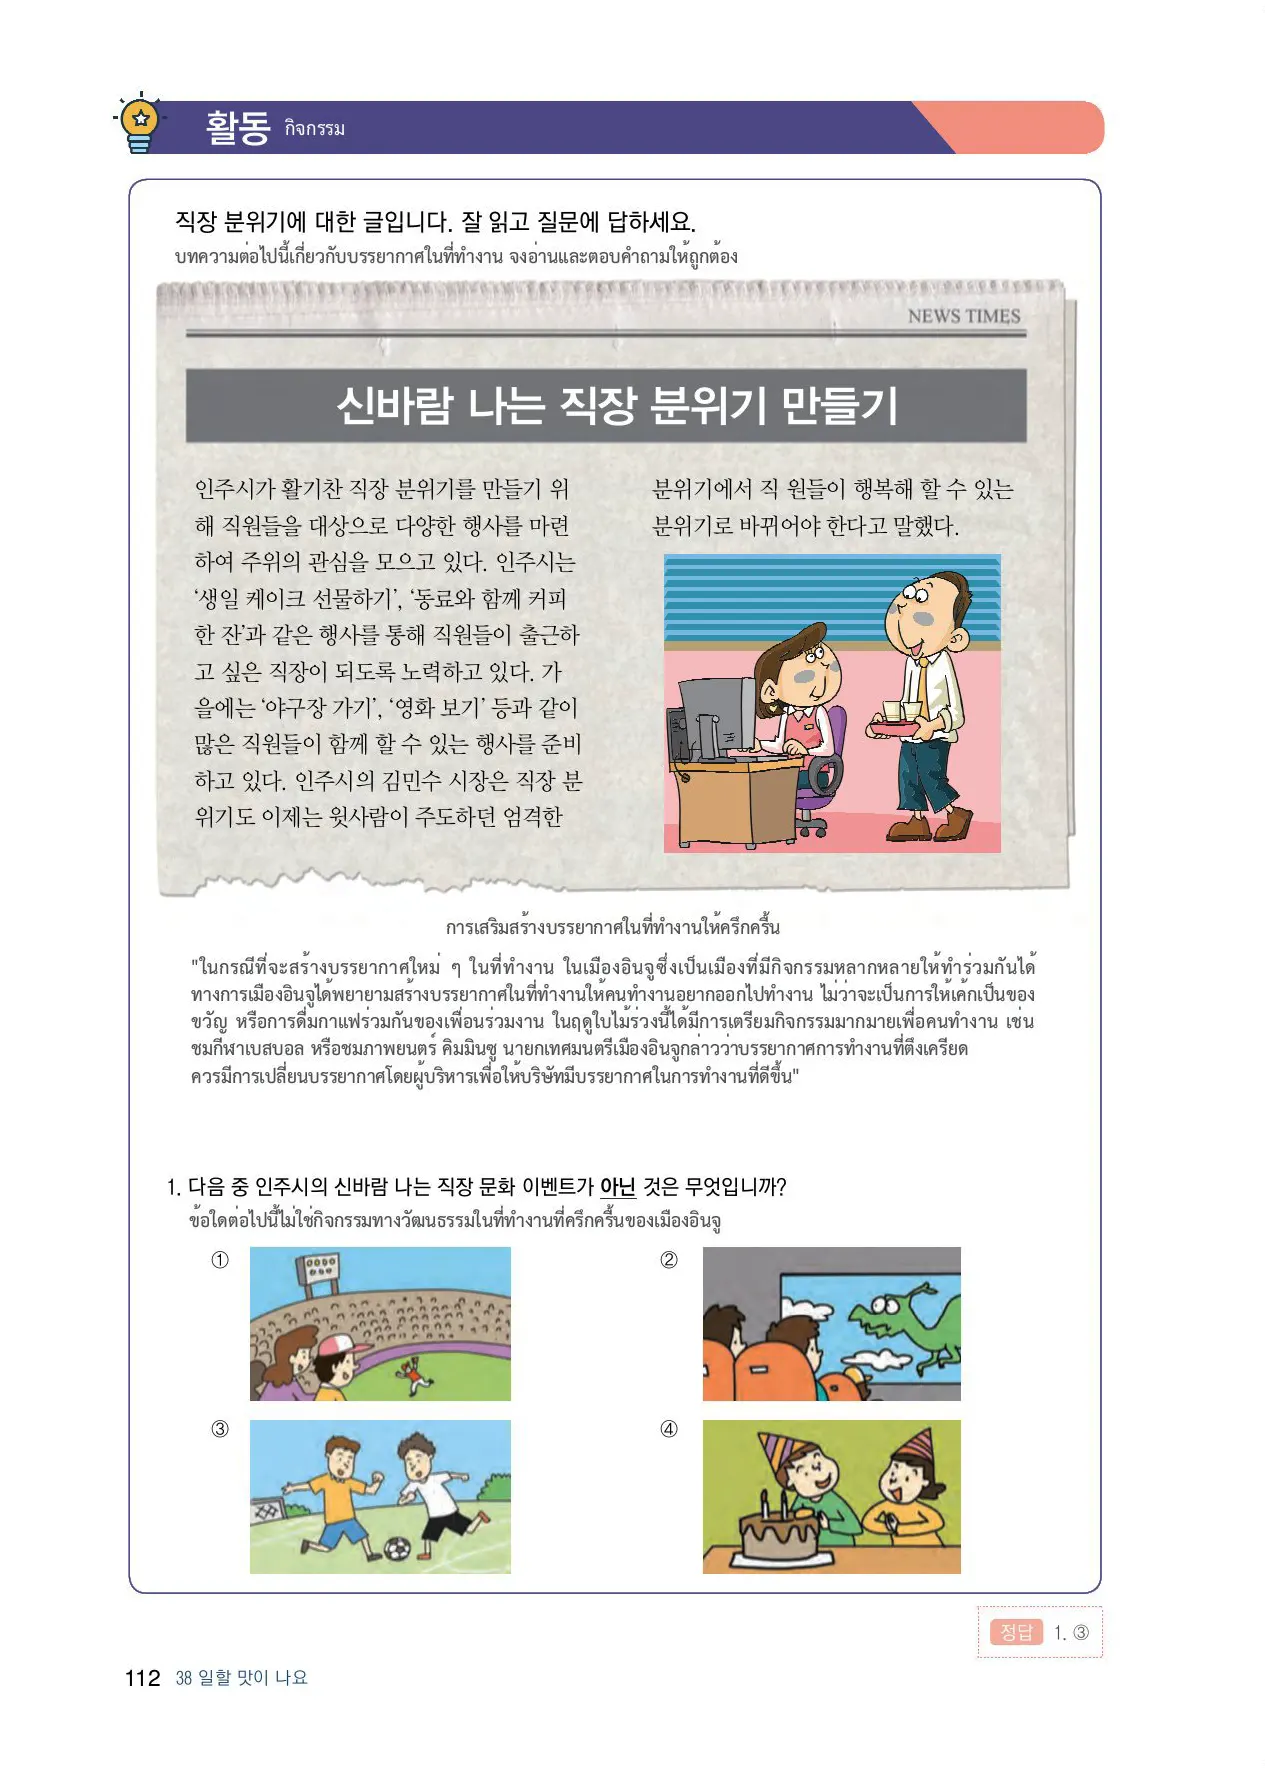 활동 กิจกรรม
직장 분위기에 대한 글입니다. 잘 읽고 질문에 답하세요.
บทความต่อไปนี้เกี่ยวกับบรรยากาศในที่ทำงาน จงอ่านและตอบคำถามให้ถูกต้อง
NEWS TIMES
신바람 나는 직장 분위기 만들기
인주시가 활기찬 직장 분위기를 만들기 위
해 직원들을 대상으로 다양한 행사를 마련
하여 주위의 관심을 모으고 있다. 인주시는
‘생일 케이크 선물하기’, ‘동료와 함께 커피
한 잔’과 같은 행사를 통해 직원들이 출근하
고 싶은 직장이 되도록 노력하고 있다. 가
을에는 ‘야구장 가기’, ‘영화 보기’ 등과 같이
많은 직원들이 함께 할 수 있는 행사를 준비
하고 있다. 인주시의 김민수 시장은 직장 분
위기도 이제는 윗사람이 주도하던 엄격한
분위기에서 직 원들이 행복해 할 수 있는
분위기로 바뀌어야 한다고 말했다.
การเสริมสร้างบรรยากาศในที่ทำงานให้ครึกครื้น
"ในกรณีที่จะสร้างบรรยากาศใหม่ ๆ ในที่ทำงาน ในเมืองอินจูซึ่งเป็นเมืองที่มีกิจกรรมหลากหลายให้ทำร่วมกันได้
ทางการเมืองอินจูได้พยายามสร้างบรรยากาศในที่ทำงานให้คนทำงานอยากออกไปทำงาน ไม่ว่าจะเป็นการให้เค้กเป็นของ
ขวัญ หรือการดื่มกาแฟร่วมกันของเพื่อนร่วมงาน ในฤดูใบไม้ร่วงนี้ได้มีการเตรียมกิจกรรมมากมายเพื่อคนทำงาน เช่น
ชมกีฬาเบสบอล หรือชมภาพยนตร์ คิมมินซู นายกเทศมนตรีเมืองอินจูกล่าวว่าบรรยากาศการทำงานที่ตึงเครียด
ควรมีการเปลี่ยนบรรยากาศโดยผู้บริหารเพื่อให้บริษัทมีบรรยากาศในการทำงานที่ดีขึ้น"
1. 다음 중 인주시의 신바람 나는 직장 문화 이벤트가 아닌 것은 무엇입니까?
ข้อใดต่อไปนี้ไม่ใช่กิจกรรมทางวัฒนธรรมในที่ทำงานที่ครึกครื้นของเมืองอินจู
①
②
③
④
정답 1. ③
112 38 일할 맛이 나요